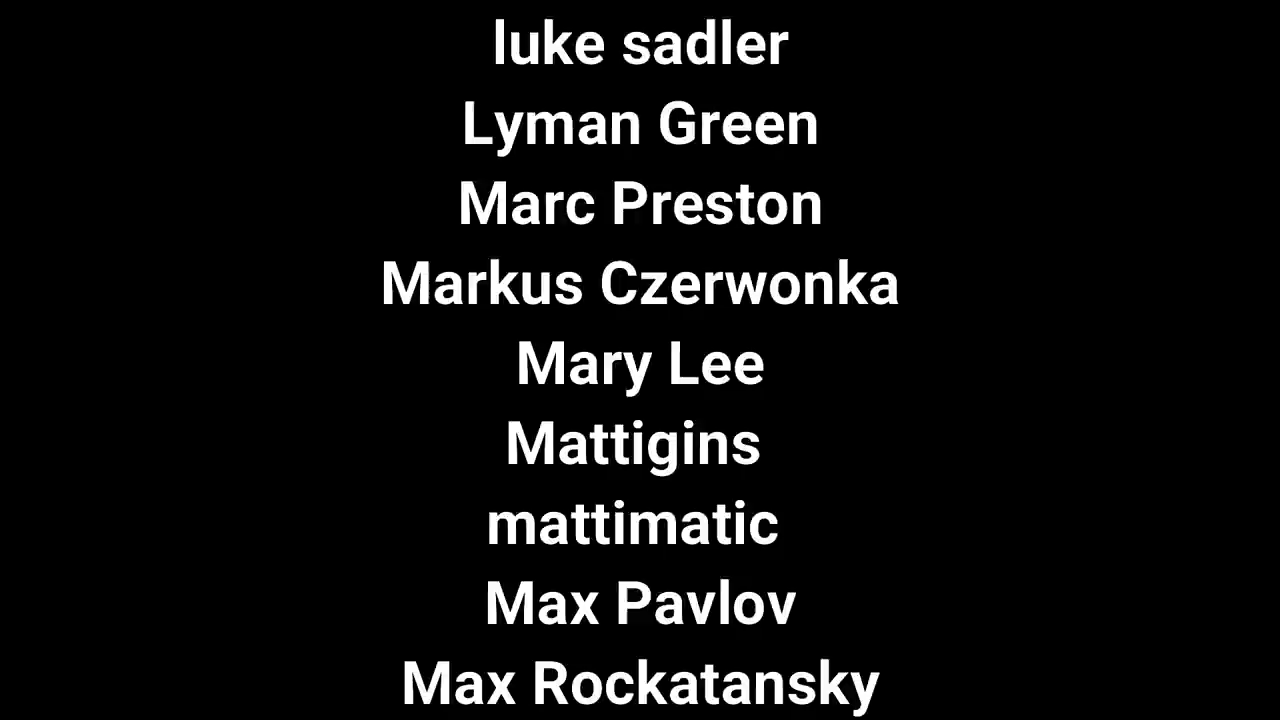 luke sadler
Lyman Green
Marc Preston
Markus Czerwonka
Mary Lee
Mattigins
mattimatic
Max Pavlov
Max Rockatansky